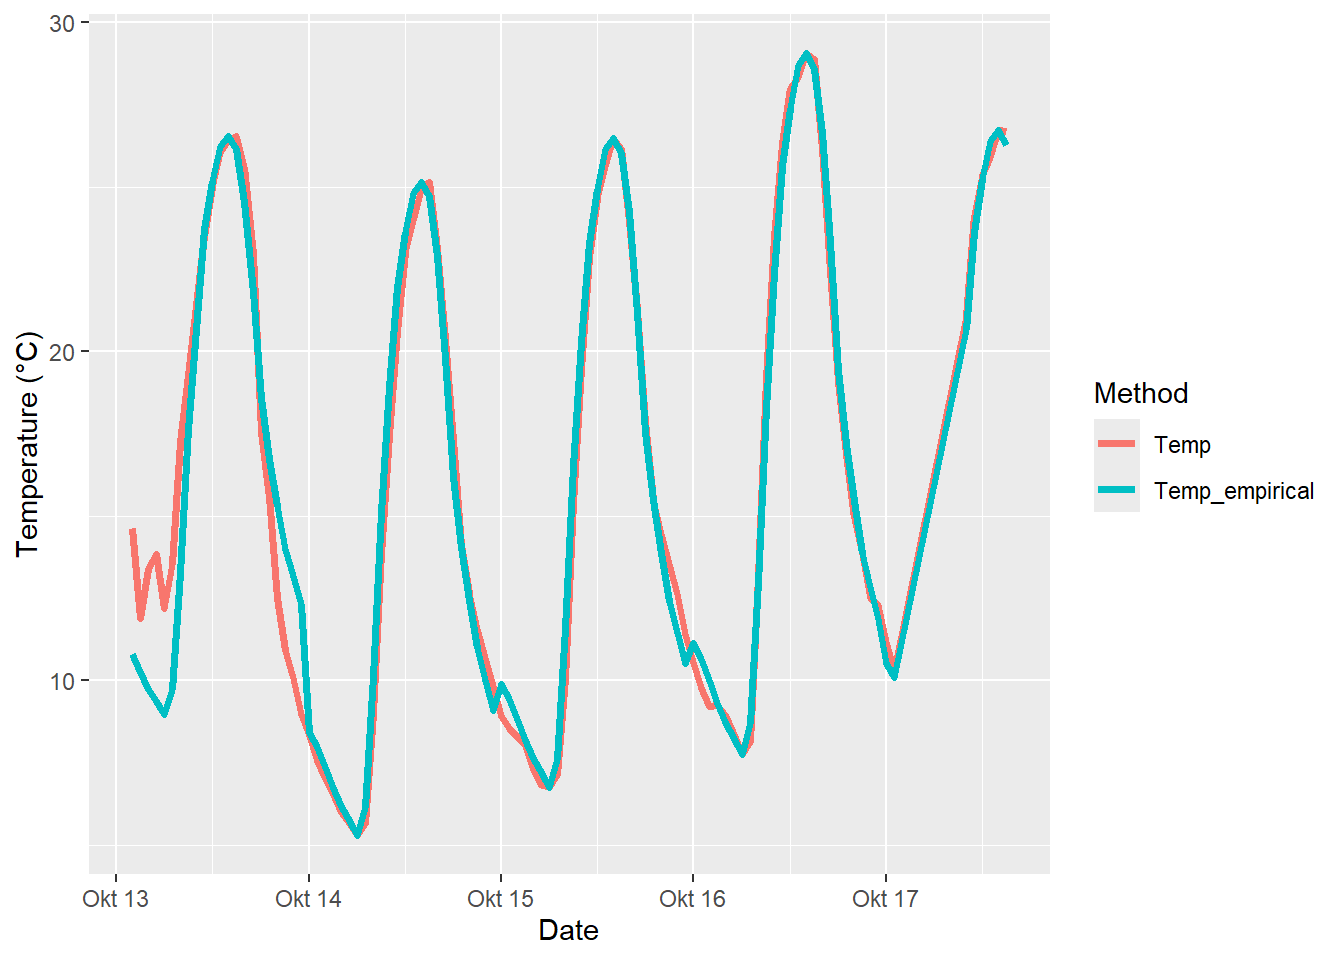 30
20
10
Temperature (°C)
Okt 13
Okt 14
Okt 15
Okt 16
Okt 17
Date
Method
Temp
Temp_empirical